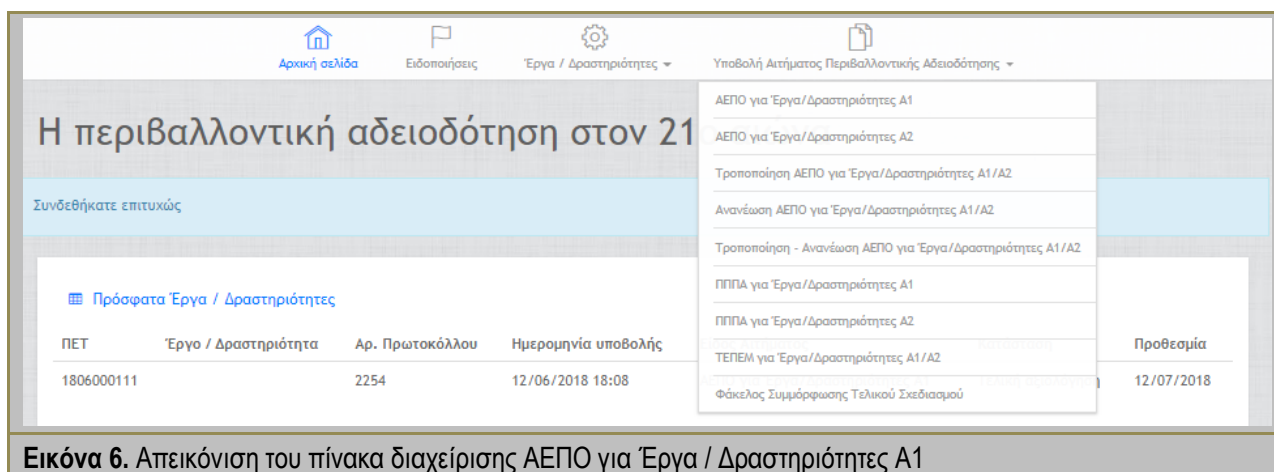 Αρχική σελίδα Ειδοποιήσεις Έργα / Δραστηριότητες Υποβολή Αιτήματος Περιβαλλοντικής Αδειοδότησης
ΑΕΠΟ για Έργα/Δραστηριότητες Α1
Η περιβαλλοντική αδειοδότηση στον 21
ΑΕΠΟ για Έργα/Δραστηριότητες Α2
Τροποποίηση ΑΕΠΟ για Έργα/Δραστηριότητες Α1/Α2
Συνδεθήκατε επιτυχώς
Ανανέωση ΑΕΠΟ για Έργα/Δραστηριότητες Α1/Α2
Τροποποίηση - Ανανέωση ΑΕΠΟ για Έργα/Δραστηριότητες Α1/Α2
ΠΠΠΑ για Έργα/Δραστηριότητες Α1
ΠΠΠΑ για Έργα/Δραστηριότητες Α2
ΤΕΠΕΜ για Έργα/Δραστηριότητες Α1/Α2
Φάκελος Συμμόρφωσης Τελικού Σχεδιασμού
Πρόσφατα Έργα / Δραστηριότητες
ΠΕΤ Έργο / Δραστηριότητα Αρ. Πρωτοκόλλου Ημερομηνία υποβολής Προθεσμία
1806000111 2254 12/06/2018 18:08 12/07/2018
Εικόνα 6. Απεικόνιση του πίνακα διαχείρισης ΑΕΠΟ για Έργα / Δραστηριότητες Α1